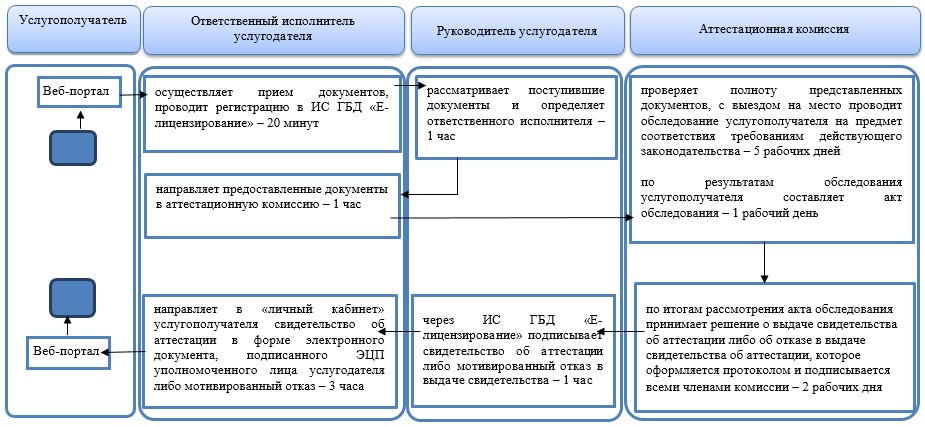 Услугополучатель
Ответственный исполнитель
услугодателя
Руководитель услугодателя
Аттестационная комиссия
Веб-портал
осуществляет прием документов,
проводит регистрацию в ИС ГБД «Е-
лицензирование» – 20 минут
рассматривает поступившие
документы и определяет
ответственного исполнителя –
1 час
проверяет полноту представленных
документов, с выездом на место проводит
обследование услугополучателя на предмет
соответствия требованиям действующего
законодательства – 5 рабочих дней
по результатам обследования
услугополучателя составляет акт
обследования – 1 рабочий день
направляет предоставленные документы
в аттестационную комиссию – 1 час
по итогам рассмотрения акта обследования
принимает решение о выдаче свидетельства
об аттестации либо об отказе в выдаче
свидетельства об аттестации, которое
оформляется протоколом и подписывается
всеми членами комиссии – 2 рабочих дня
через ИС ГБД «Е-
лицензирование» подписывает
свидетельство об аттестации
либо мотивированный отказ в
выдаче свидетельства – 1 час
направляет в «личный кабинет»
услугополучателя свидетельство об
аттестации в форме электронного
документа, подписанного ЭЦП
уполномоченного лица услугодателя
либо мотивированный отказ – 3 часа
Веб-портал